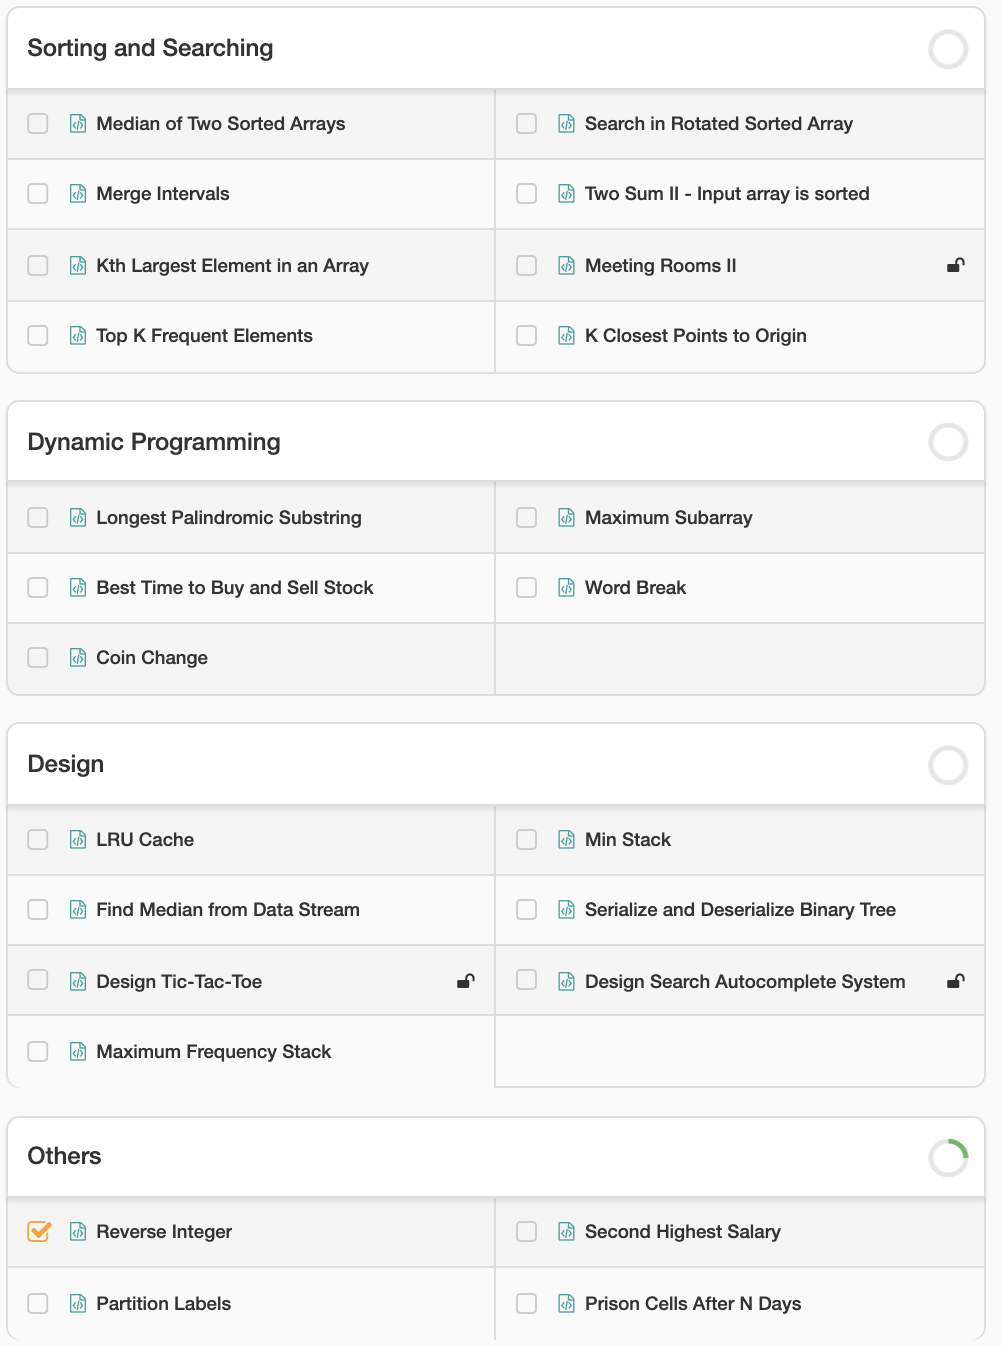 Sorting and Searching
Median of Two Sorted Arrays
Search in Rotated Sorted Array
Merge Intervals
Two Sum II - Input array is sorted
Kth Largest Element in an Array
Meeting Rooms II
Top K Frequent Elements
K Closest Points to Origin
Dynamic Programming
Longest Palindromic Substring
Maximum Subarray
Best Time to Buy and Sell Stock
Word Break
Coin Change
Design
LRU Cache
Min Stack
Find Median from Data Stream
Serialize and Deserialize Binary Tree
Design Tic-Tac-Toe
Design Search Autocomplete System
Maximum Frequency Stack
Others
Reverse Integer
Second Highest Salary
Partition Labels
Prison Cells After N Days